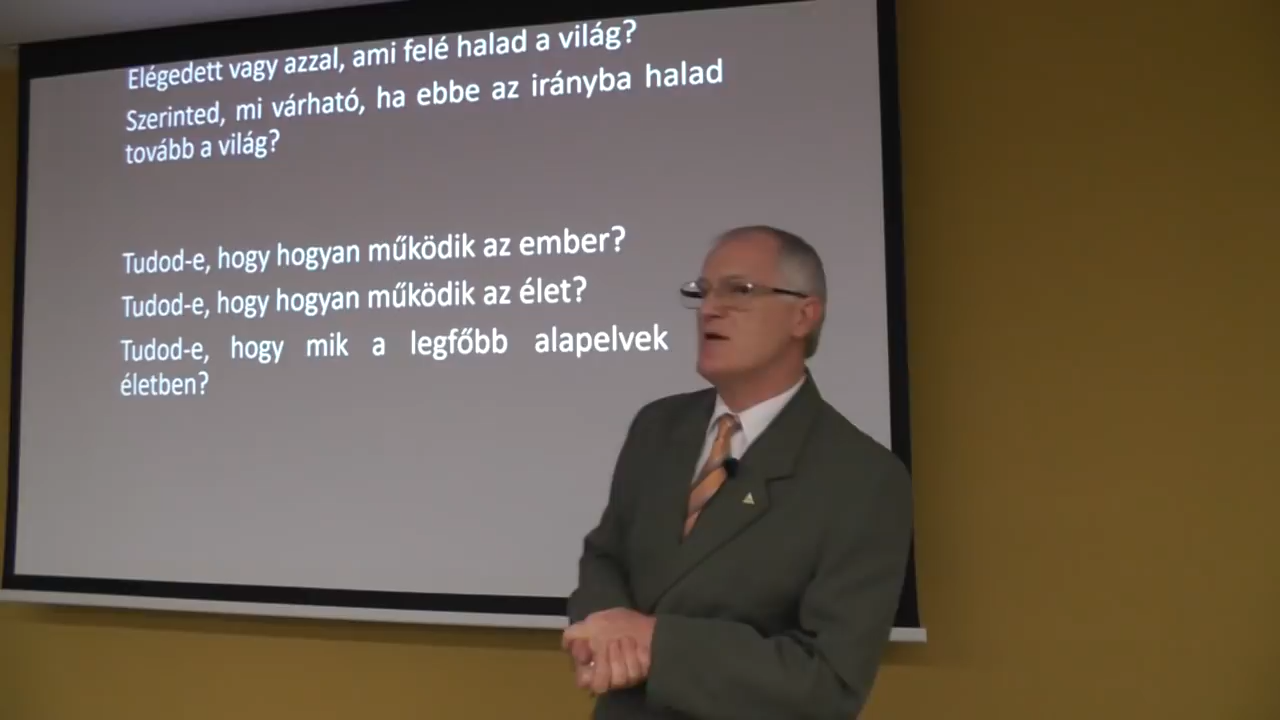 Elégedett vagy azzal, ami felé halad a világ?
Szerinted, mi várható, ha ebbe az irányba halad
tovább a világ?
Tudod-e, hogy hogyan működik az ember?
Tudod-e, hogy hogyan működik az élet?
Tudod-e, hogy mik a legfőbb alapelvek
életben?